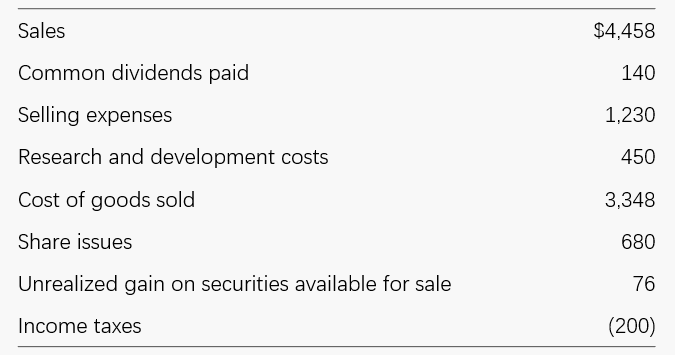 Sales $4,458
Common dividends paid 140
Selling expenses 1,230
Research and development costs 450
Cost of goods sold 3,348
Share issues 680
Unrealized gain on securities available for sale 76
Income taxes (200)